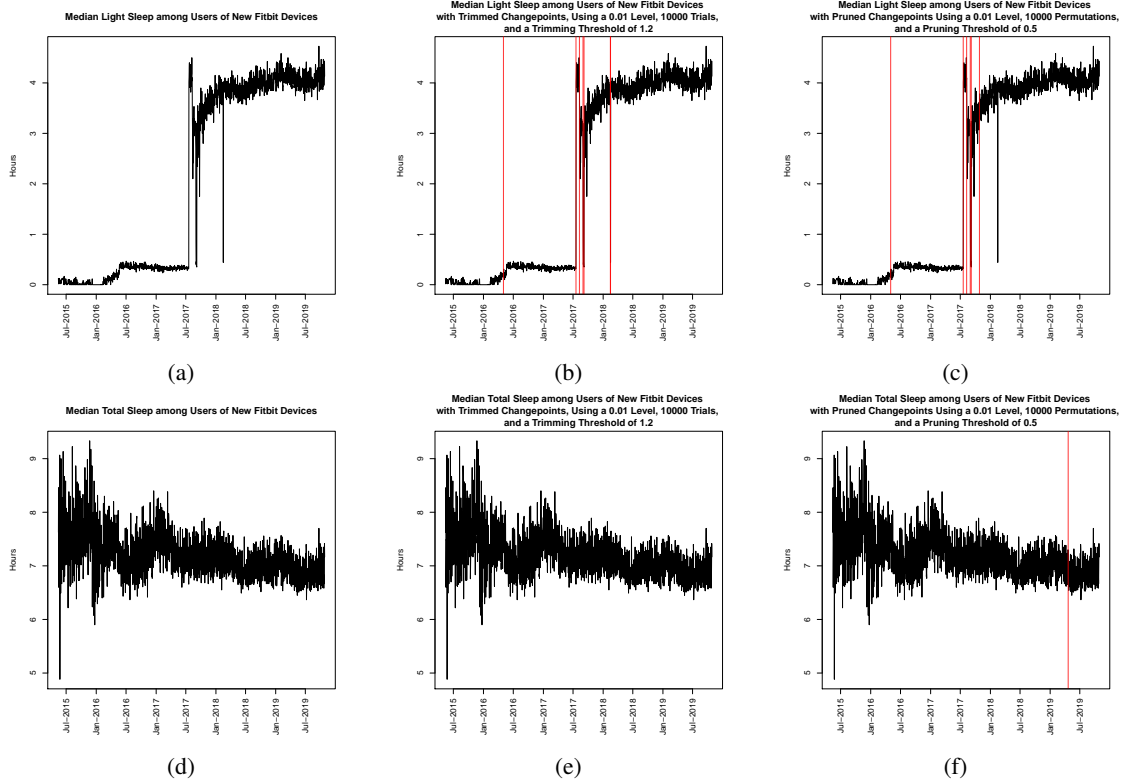 Median Light Sleep among Users of New Fitbit Devices
Hours
0
1
2
3
4
Jul−2015
Jan−2016
Jul−2016
Jan−2017
Jul−2017
Jan−2018
Jul−2018
Jan−2019
Jul−2019
(a)
Median Light Sleep among Users of New Fitbit Devices
with Trimmed Changepoints, Using a 0.01 Level, 10000 Trials,
and a Trimming Threshold of 1.2
Hours
0
1
2
3
4
Jul−2015
Jan−2016
Jul−2016
Jan−2017
Jul−2017
Jan−2018
Jul−2018
Jan−2019
Jul−2019
(b)
Median Light Sleep among Users of New Fitbit Devices
with Pruned Changepoints Using a 0.01 Level, 10000 Permutations,
and a Pruning Threshold of 0.5
Hours
0
1
2
3
4
Jul−2015
Jan−2016
Jul−2016
Jan−2017
Jul−2017
Jan−2018
Jul−2018
Jan−2019
Jul−2019
(c)
Median Total Sleep among Users of New Fitbit Devices
Hours
5
6
7
8
9
Jul−2015
Jan−2016
Jul−2016
Jan−2017
Jul−2017
Jan−2018
Jul−2018
Jan−2019
Jul−2019
(d)
Median Total Sleep among Users of New Fitbit Devices
with Trimmed Changepoints, Using a 0.01 Level, 10000 Trials,
and a Trimming Threshold of 1.2
Hours
5
6
7
8
9
Jul−2015
Jan−2016
Jul−2016
Jan−2017
Jul−2017
Jan−2018
Jul−2018
Jan−2019
Jul−2019
(e)
Median Total Sleep among Users of New Fitbit Devices
with Pruned Changepoints Using a 0.01 Level, 10000 Permutations,
and a Pruning Threshold of 0.5
Hours
5
6
7
8
9
Jul−2015
Jan−2016
Jul−2016
Jan−2017
Jul−2017
Jan−2018
Jul−2018
Jan−2019
Jul−2019
(f)